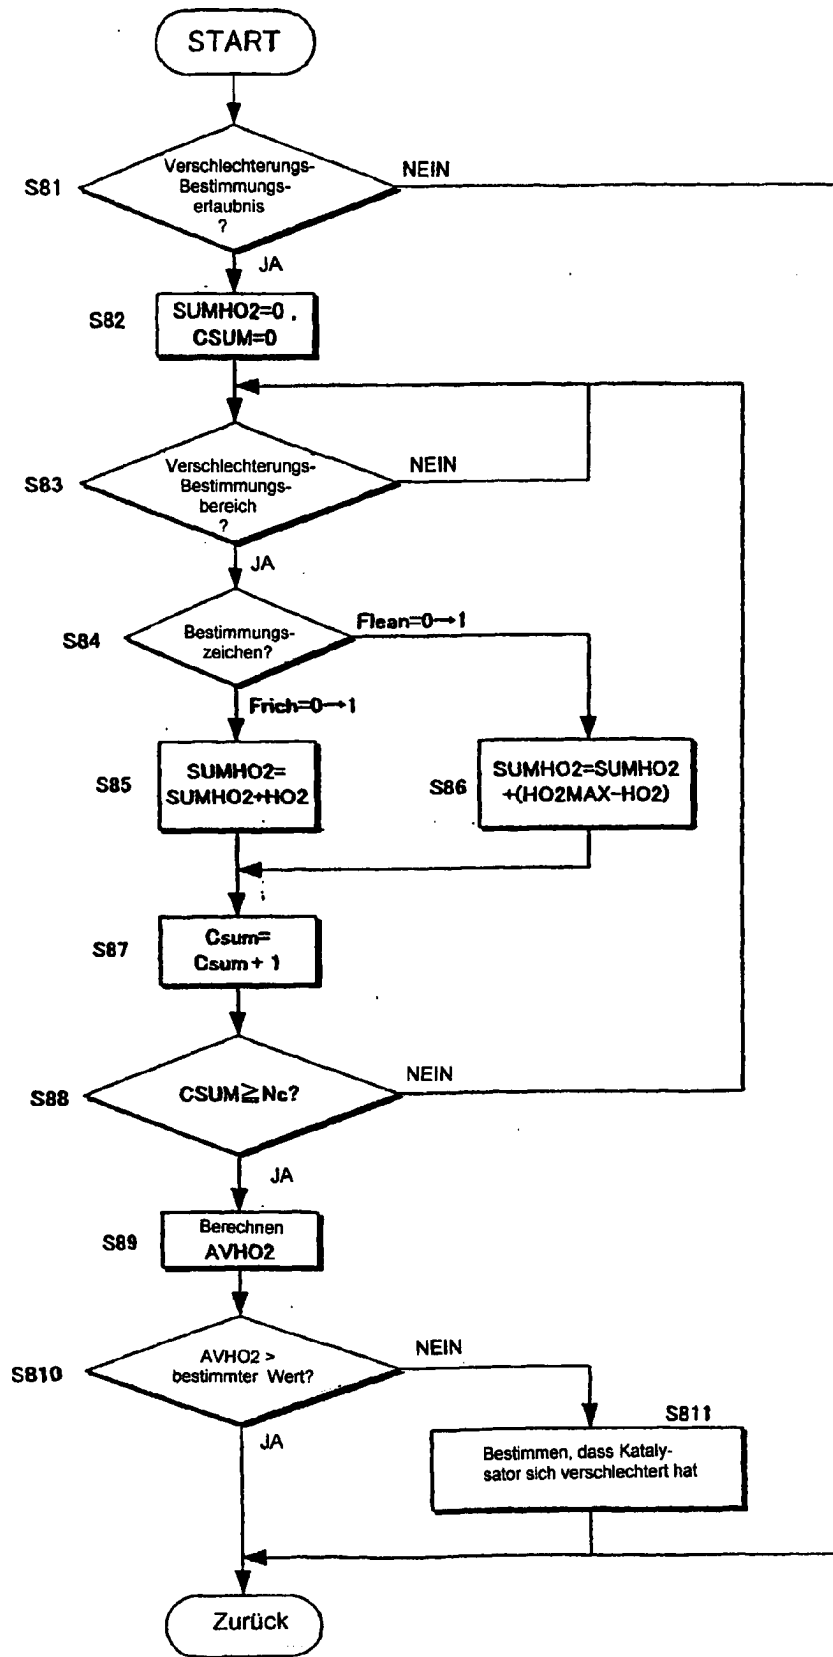 START
Verschlechterungs-
Bestimmungs-
erlaubnis
?
S81
NEIN
JA
S82
SUMHO2=0 ,
CSUM=0
Verschlechterungs-
Bestimmungs-
bereich
?
S83
NEIN
JA
S84
Bestimmungs-
zeichen?
Flean=0→1
Frich=0→1
S85
SUMHO2=
SUMHO2+HO2
S86
SUMHO2=SUMHO2
+(HO2MAX-HO2)
S87
Csum=
Csum + 1
S88
CSUM≧Nc?
NEIN
JA
S89
Berechnen
AVHO2
S810
AVHO2 >
bestimmter Wert?
NEIN
JA
S811
Bestimmen, dass Kataly-
sator sich verschlechtert hat
Zurück